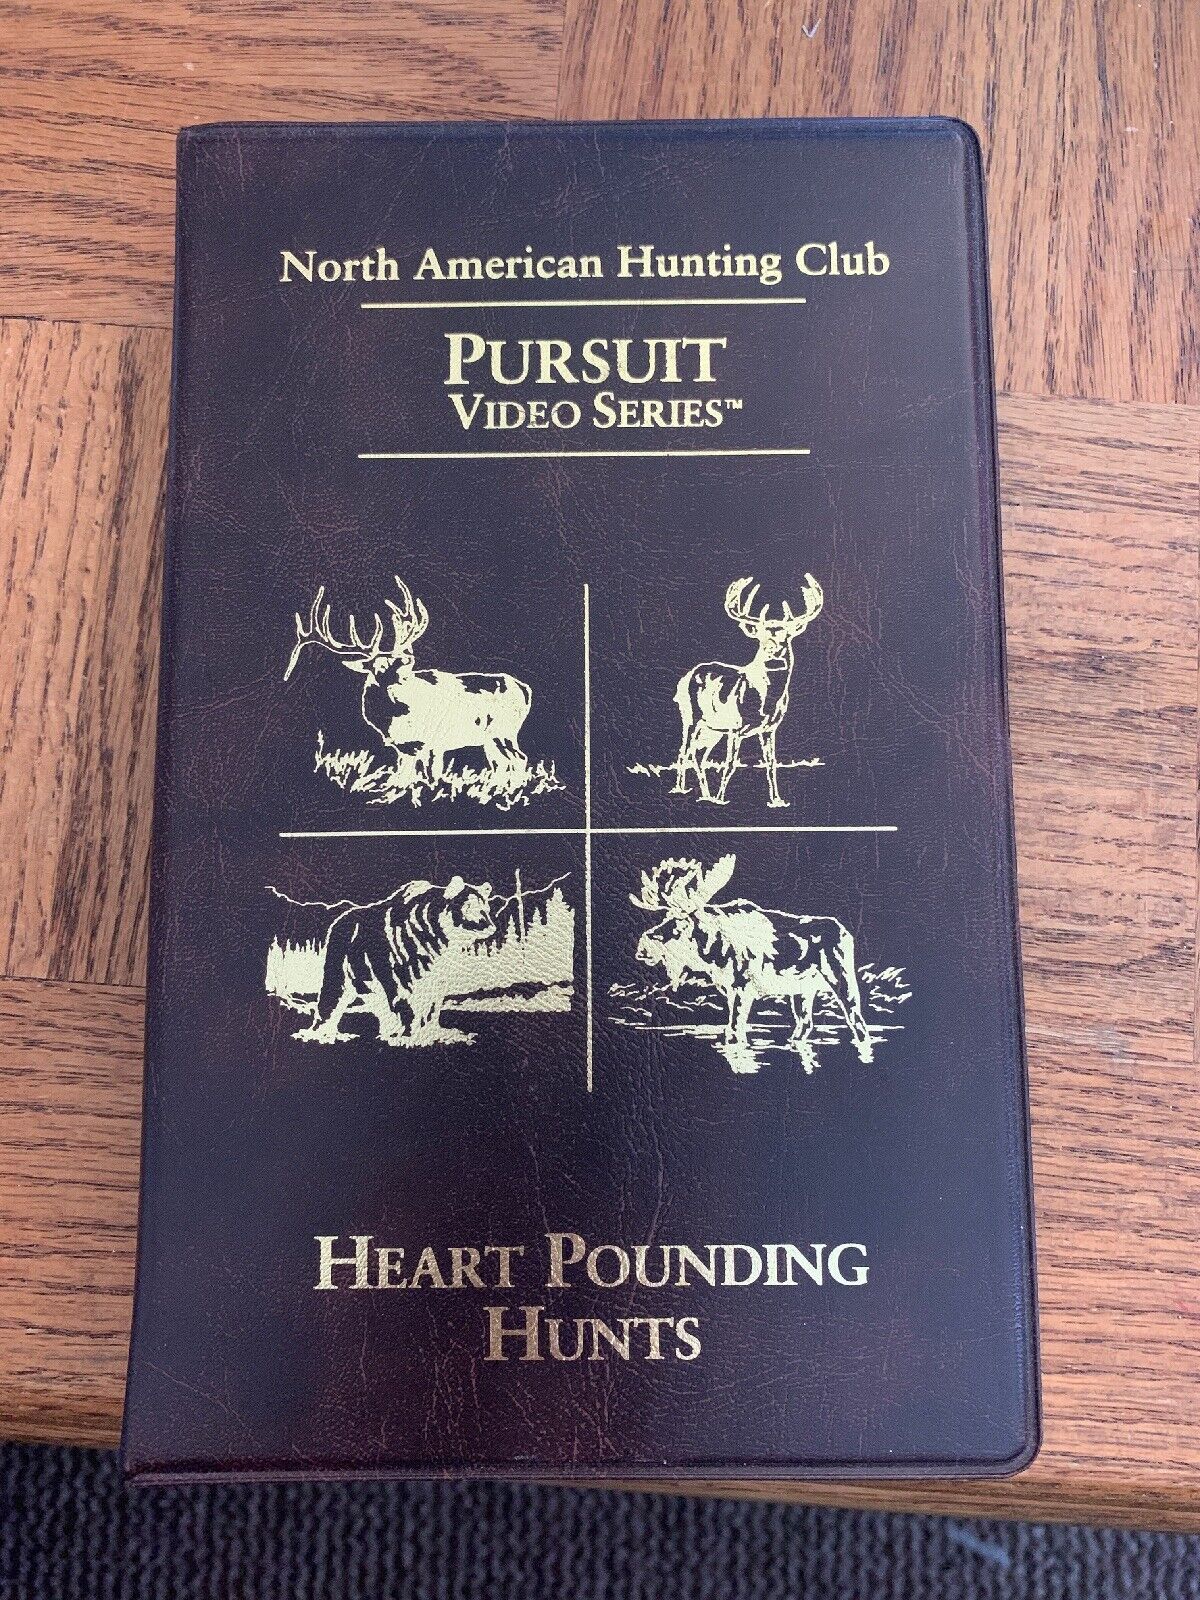 North American Hunting Club
PURSUIT
VIDEO SERIES™
HEART POUNDING
HUNTS